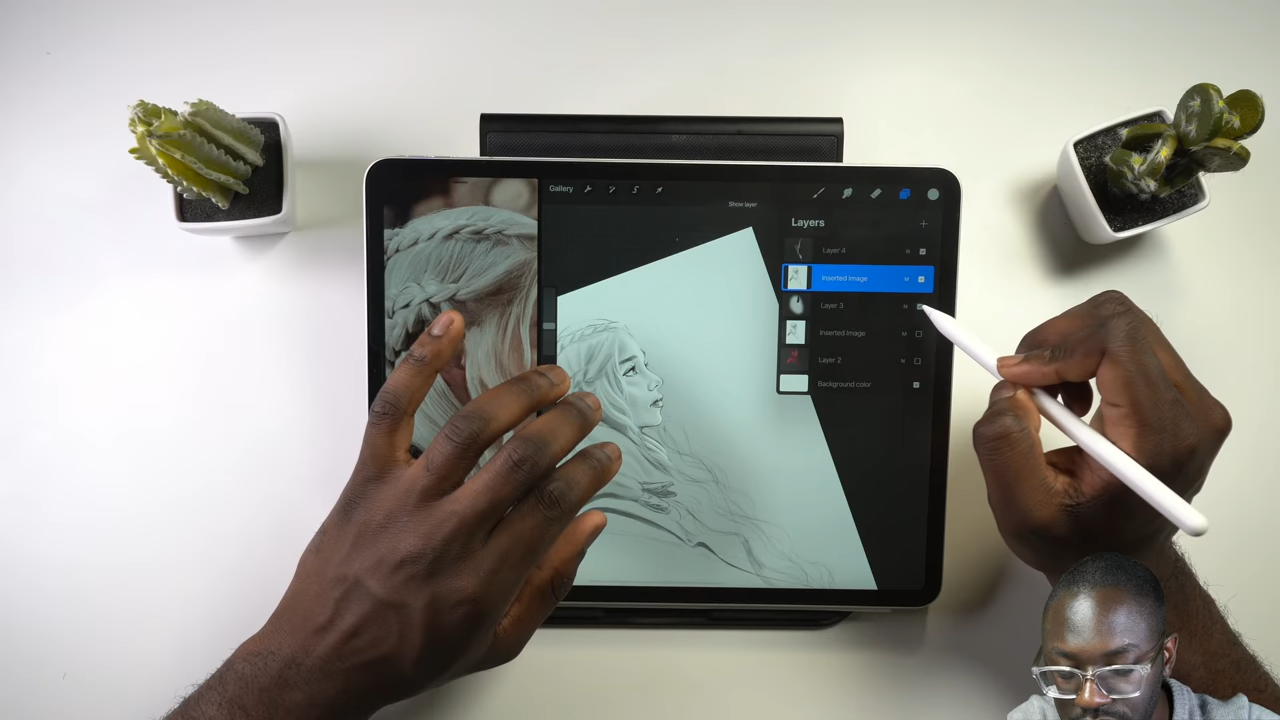 Gallery
Show layer
Layers
Layer 4 N
Inserted Image M
Layer 3 N
Inserted Image M
Layer 2 N
Background color